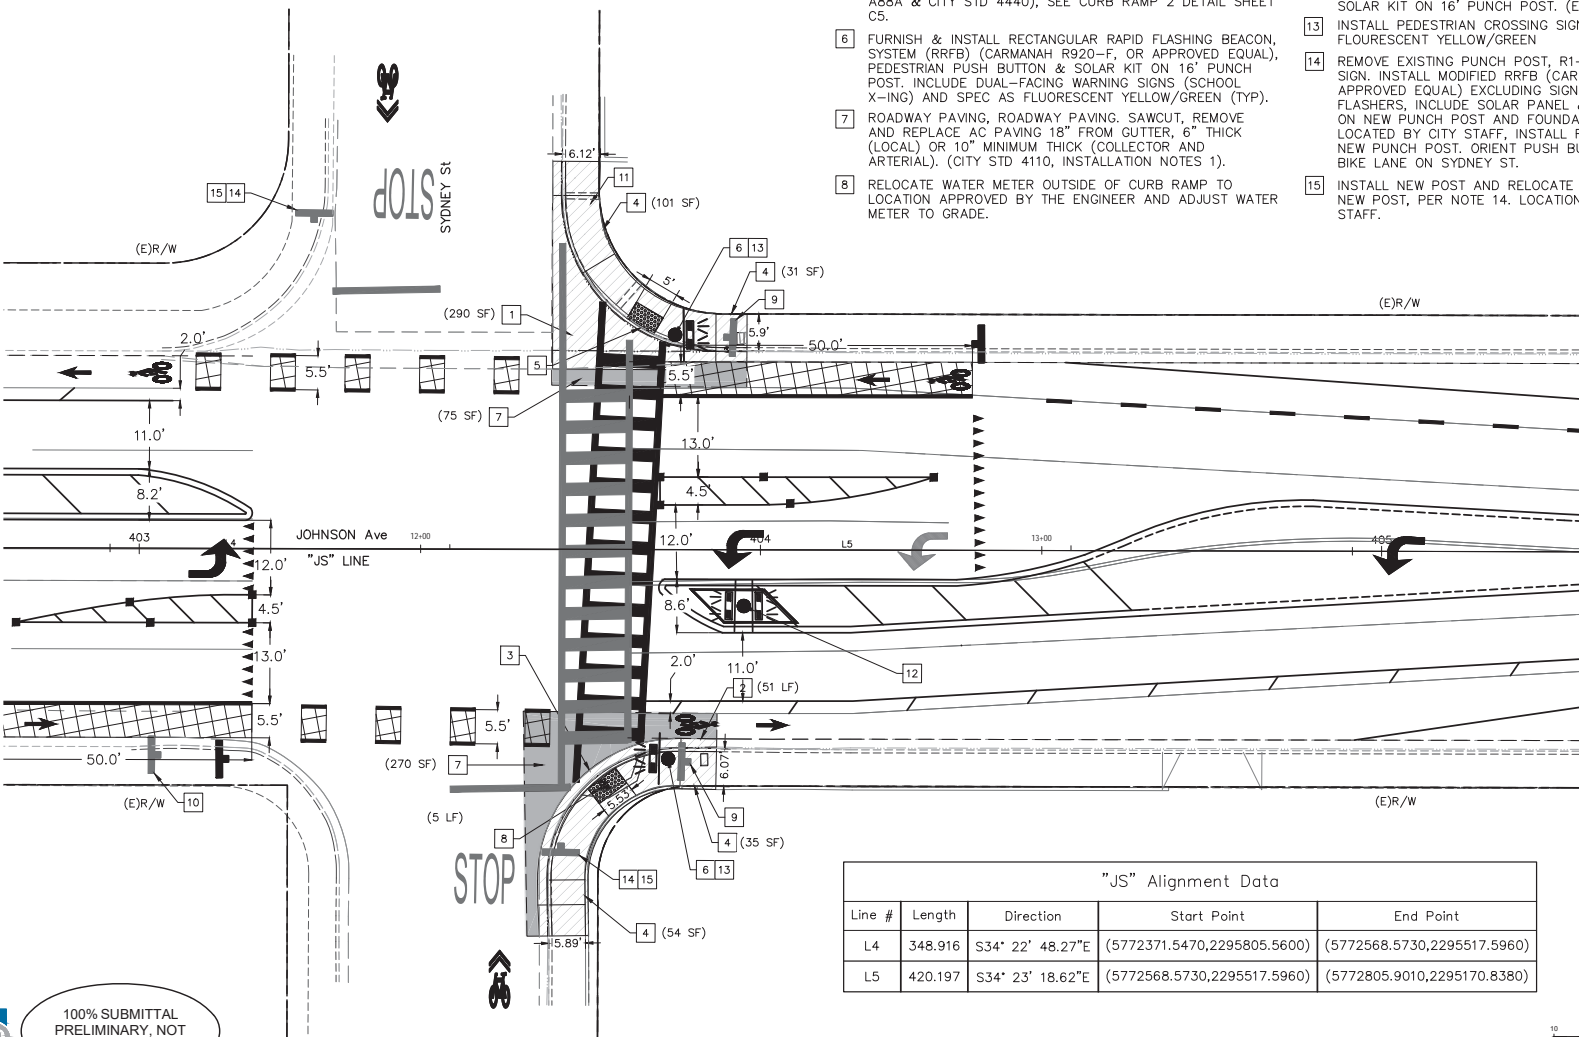 A88A & CITY STD 4440), SEE CURB RAMP 2 DETAIL SHEET
C5.
6 FURNISH & INSTALL RECTANGULAR RAPID FLASHING BEACON,
SYSTEM (RRFB) (CARMANAH R920-F, OR APPROVED EQUAL),
PEDESTRIAN PUSH BUTTON & SOLAR KIT ON 16' PUNCH
POST. INCLUDE DUAL-FACING WARNING SIGNS (SCHOOL
X-ING) AND SPEC AS FLUORESCENT YELLOW/GREEN (TYP).
7 ROADWAY PAVING, ROADWAY PAVING. SAWCUT, REMOVE
AND REPLACE AC PAVING 18" FROM GUTTER, 6" THICK
(LOCAL) OR 10" MINIMUM THICK (COLLECTOR AND
ARTERIAL). (CITY STD 4110, INSTALLATION NOTES 1).
8 RELOCATE WATER METER OUTSIDE OF CURB RAMP TO
LOCATION APPROVED BY THE ENGINEER AND ADJUST WATER
METER TO GRADE.
SOLAR KIT ON 16' PUNCH POST. (E
13 INSTALL PEDESTRIAN CROSSING SIGN
FLOURESCENT YELLOW/GREEN
14 REMOVE EXISTING PUNCH POST, R1-
SIGN. INSTALL MODIFIED RRFB (CAR
APPROVED EQUAL) EXCLUDING SIGN
FLASHERS, INCLUDE SOLAR PANEL &
ON NEW PUNCH POST AND FOUNDA
LOCATED BY CITY STAFF, INSTALL F
NEW PUNCH POST. ORIENT PUSH BU
BIKE LANE ON SYDNEY ST.
15 INSTALL NEW POST AND RELOCATE
NEW POST, PER NOTE 14. LOCATION
STAFF.
STOP
SYDNEY St
15 14
(E)R/W
6.12'
11
4 (101 SF)
6 13
4 (31 SF)
9
5'
5.9'
(290 SF) 1
5
50.0'
(E)R/W
2.0'
5.5'
5.5'
(75 SF) 7
11.0'
13.0'
8.2'
4.5'
JOHNSON Ave
403
4
12+00
12.0'
404
L5
13+00
405
"JS" LINE
12.0'
4.5'
8.6'
13.0'
3
2.0'
11.0'
12
2 (51 LF)
5.5'
5.5'
50.0'
(270 SF) 7
6.07'
5.53'
(E)R/W
10
(E)R/W
(5 LF)
9
8
4 (35 SF)
STOP
6 13
14 15
4 (54 SF)
5.89'
"JS" Alignment Data
Line # Length Direction Start Point End Point
L4 348.916 S34° 22' 48.27"E (5772371.5470,2295805.5600) (5772568.5730,2295517.5960)
L5 420.197 S34° 23' 18.62"E (5772568.5730,2295517.5960) (5772805.9010,2295170.8380)
100% SUBMITTAL
PRELIMINARY, NOT
10